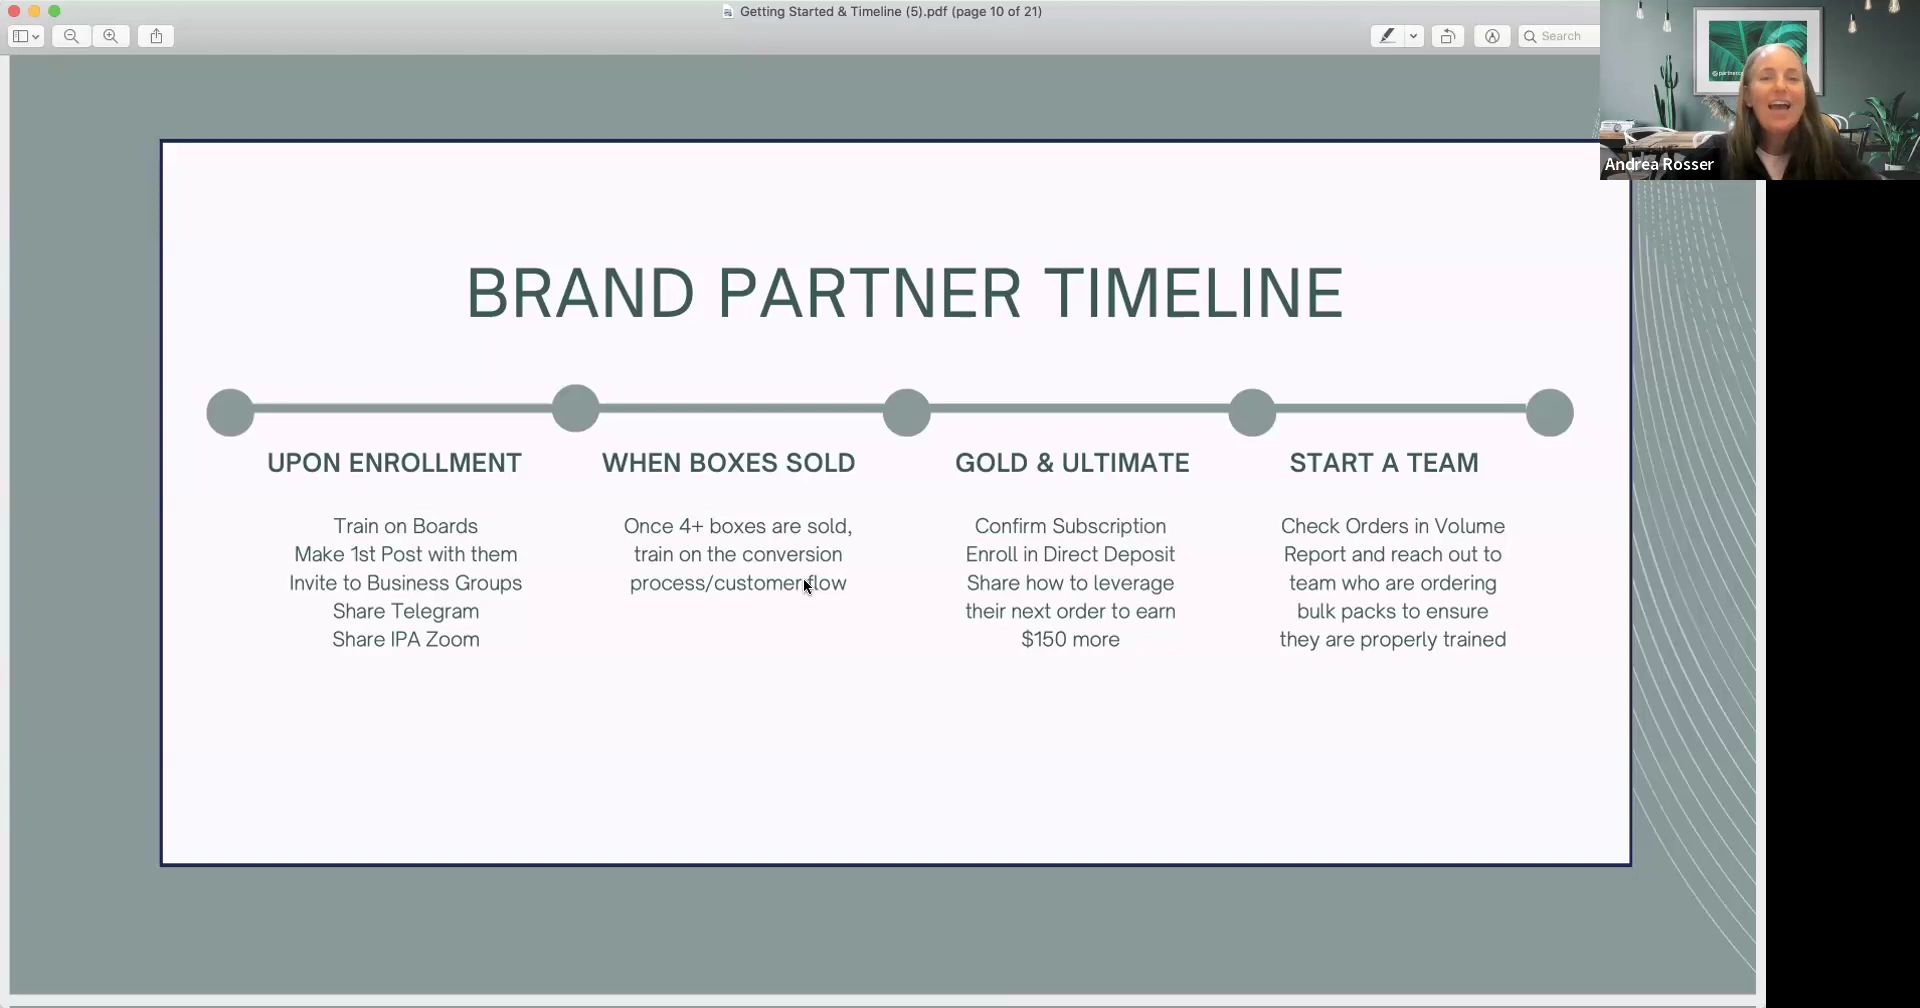 Getting Started & Timeline (5).pdf (page 10 of 21)
Search
Andrea Rosser
BRAND PARTNER TIMELINE
UPON ENROLLMENT
Train on Boards
Make 1st Post with them
Invite to Business Groups
Share Telegram
Share IPA Zoom
WHEN BOXES SOLD
Once 4+ boxes are sold,
train on the conversion
process/customer flow
GOLD & ULTIMATE
Confirm Subscription
Enroll in Direct Deposit
Share how to leverage
their next order to earn
$150 more
START A TEAM
Check Orders in Volume
Report and reach out to
team who are ordering
bulk packs to ensure
they are properly trained